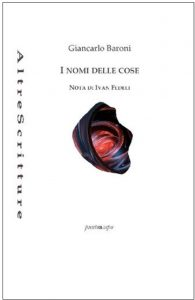 AltreScritture
Giancarlo Baroni
I NOMI DELLE COSE
NOTA DI IVAN FEDELI
puntoacapo